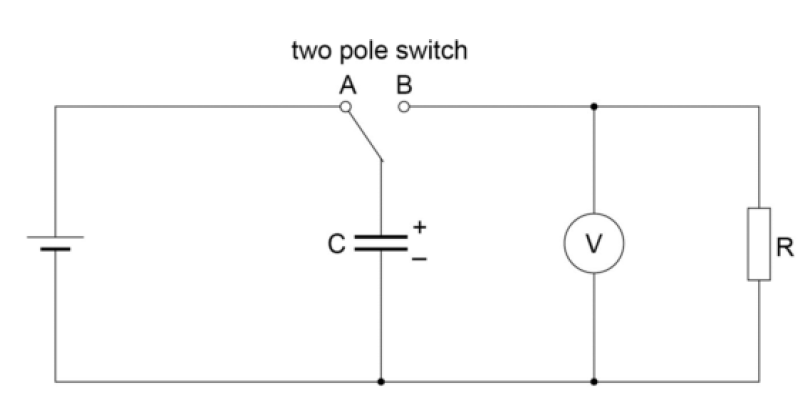 two pole switch
A B
C + −
V
R